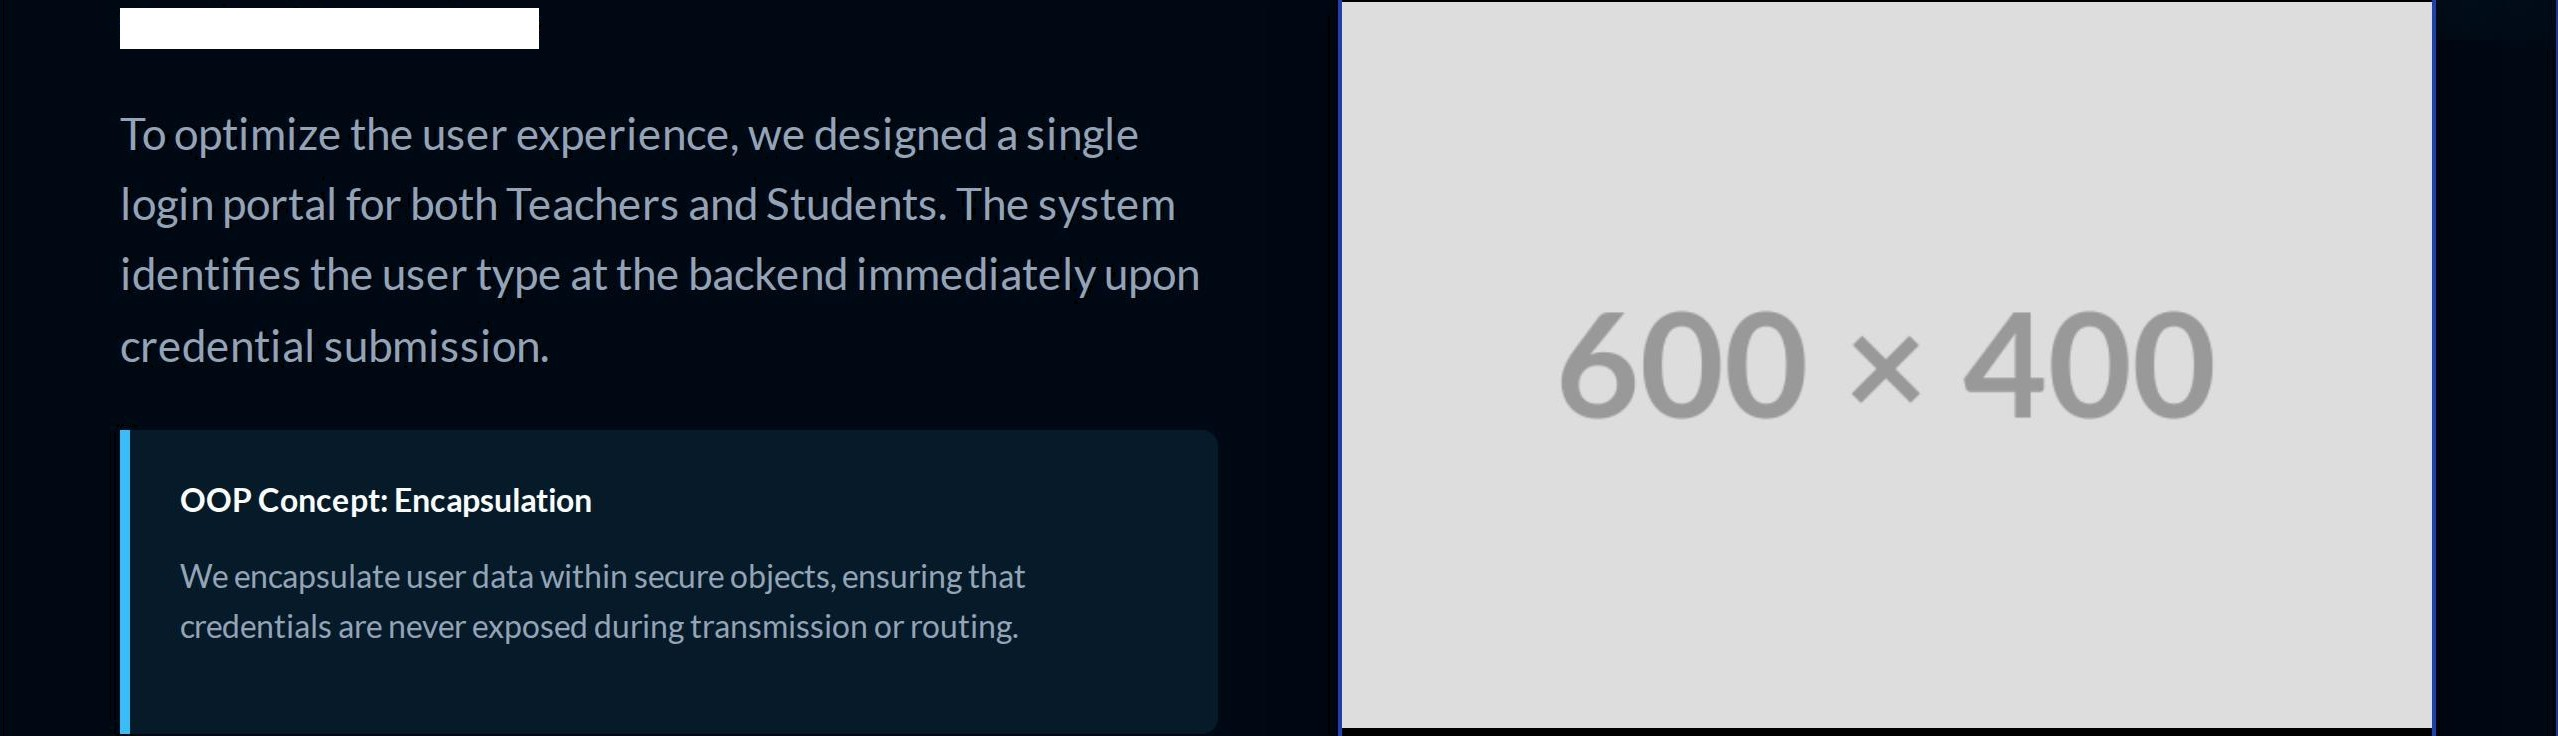 To optimize the user experience, we designed a single
login portal for both Teachers and Students. The system
identifies the user type at the backend immediately upon
credential submission.
OOP Concept: Encapsulation
We encapsulate user data within secure objects, ensuring that
credentials are never exposed during transmission or routing.
600 × 400